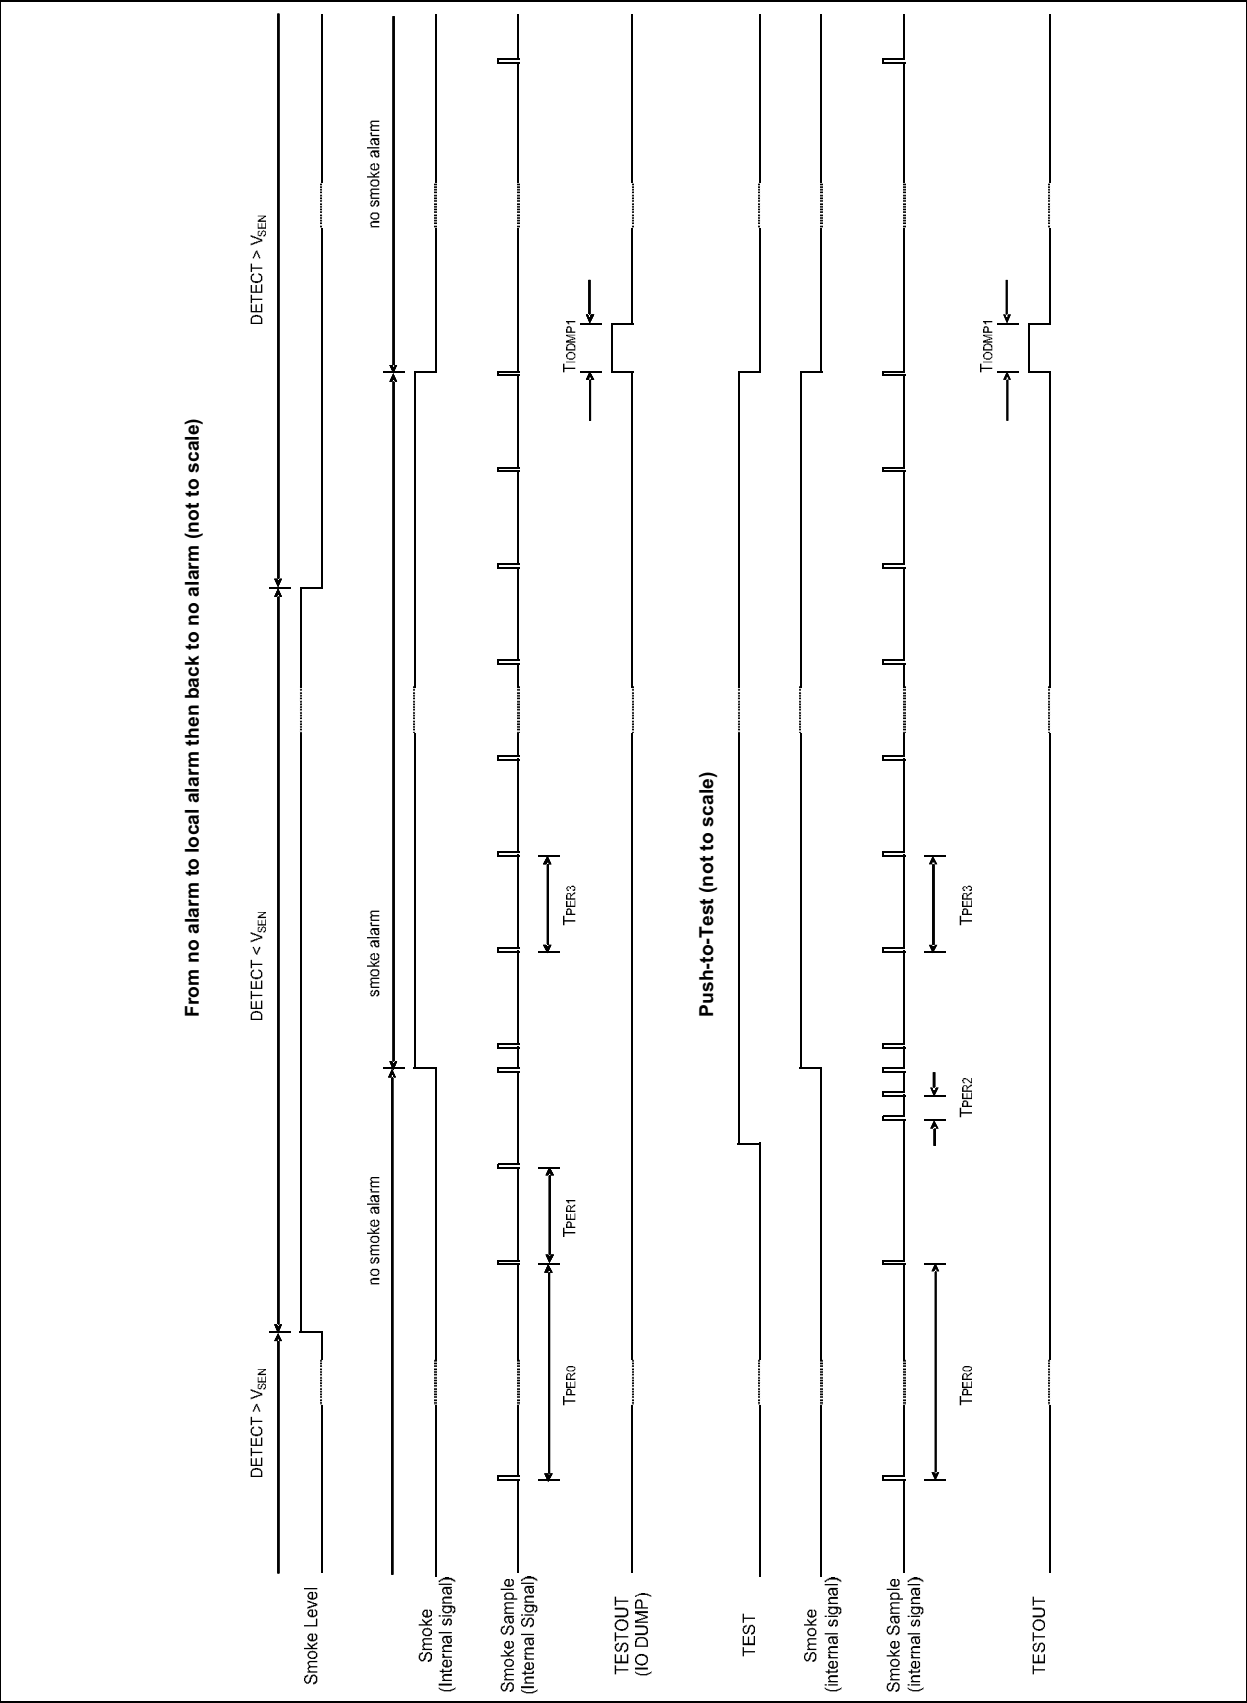 From no alarm to local alarm then back to no alarm (not to scale)
DETECT > VSEN
DETECT < VSEN
DETECT > VSEN
Smoke Level
no smoke alarm
smoke alarm
no smoke alarm
Smoke
(Internal signal)
Smoke Sample
(Internal Signal)
TPER0
TPER1
TPER3
TIODMP1
TESTOUT
(IO DUMP)
Push-to-Test (not to scale)
TEST
Smoke
(internal signal)
Smoke Sample
(internal signal)
TPER0
TPER2
TPER3
TIODMP1
TESTOUT